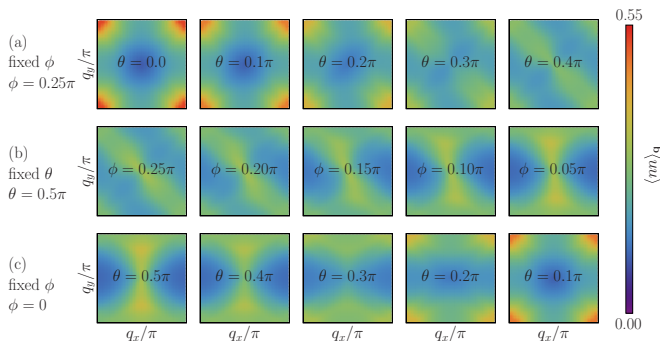 0.55
(a)
fixed ϕ
ϕ = 0.25π
q_y/π
θ = 0.0
θ = 0.1π
θ = 0.2π
θ = 0.3π
θ = 0.4π
(b)
fixed θ
θ = 0.5π
q_y/π
ϕ = 0.25π
ϕ = 0.20π
ϕ = 0.15π
ϕ = 0.10π
ϕ = 0.05π
⟨nn⟩_q
(c)
fixed ϕ
ϕ = 0
q_y/π
θ = 0.5π
θ = 0.4π
θ = 0.3π
θ = 0.2π
θ = 0.1π
0.00
q_x/π
q_x/π
q_x/π
q_x/π
q_x/π